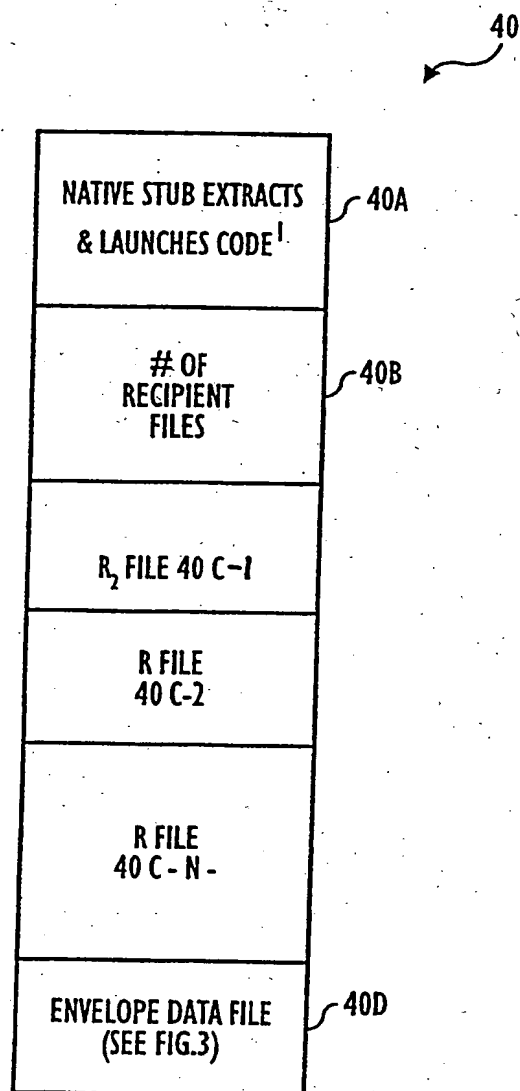 40
NATIVE STUB EXTRACTS
& LAUNCHES CODE¹
40A
# OF
RECIPIENT
FILES
40B
R₂ FILE 40 C-1
R FILE
40 C-2
R FILE
40 C - N -
ENVELOPE DATA FILE
(SEE FIG.3)
40D